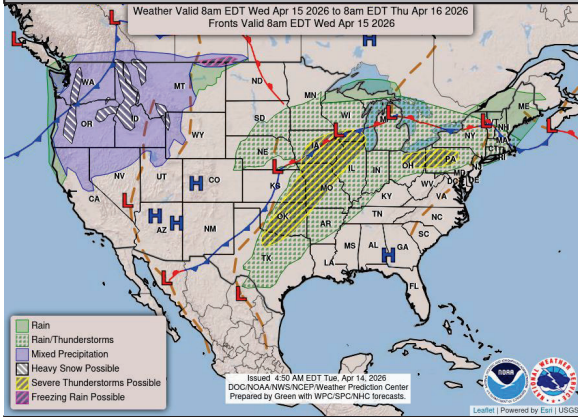 Weather Valid 8am EDT Wed Apr 15 2026 to 8am EDT Thu Apr 16 2026
Fronts Valid 8am EDT Wed Apr 15 2026
L
L
L
H
WA
MT
ND
MN
ME
OR
ID
SD
WI
MI
L
L
VT
NH
L
WY
L
NY
MA
CT
RI
IA
NE
L
PA
NJ
OH
IL
IN
MD
DE
DC
NV
UT
H
CO
KS
MO
WV
VA
CA
L
KY
H
H
AZ
NM
OK
AR
TN
NC
SC
MS
AL
GA
H
TX
LA
L
L
FL
Rain
Rain/Thunderstorms
Mixed Precipitation
Heavy Snow Possible
Severe Thunderstorms Possible
Freezing Rain Possible
Issued 4:50 AM EDT Tue, Apr 14, 2026
DOC/NOAA/NWS/NCEP/Weather Prediction Center
Prepared by Green with WPC/SPC/NHC forecasts.
NOAA
Leaflet | Powered by Esri | USGS